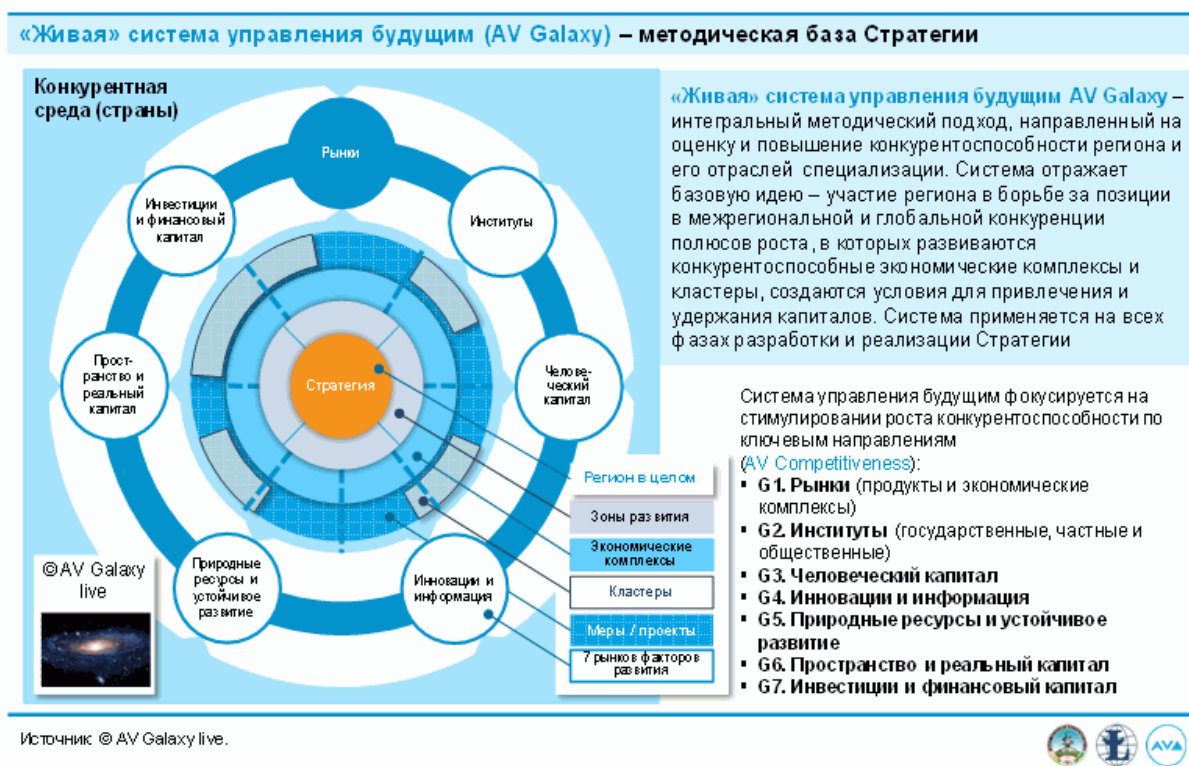 «Живая» система управления будущим (AV Galaxy) – методическая база Стратегии
Конкурентная
среда (страны)
Рынки
Институты
Человe-
ческий
капитал
Инновации и
информация
Природные
ресурсы и
устойчивое
развитие
Прост-
ранство и
реальный
капитал
Инвестиции
и финансовый
капитал
Стратегия
Регион в целом
Зоны развития
Экономические
комплексы
Кластеры
Меры / проекты
7 рынков факторов
развития
©AV Galaxy
live
«Живая» система управления будущим AV Galaxy –
интегральный методический подход, направленный на
оценку и повышение конкурентоспособности региона и
его отраслей специализации. Система отражает
базовую идею – участие региона в борьбе за позиции
в межрегиональной и глобальной конкуренции
полюсов роста, в которых развиваются
конкурентоспособные экономические комплексы и
кластеры, создаются условия для привлечения и
удержания капиталов. Система применяется на всех
фазах разработки и реализации Стратегии
Система управления будущим фокусируется на
стимулировании роста конкурентоспособности по
ключевым направлениям
(AV Competitiveness):
▪ G1. Рынки (продукты и экономические
комплексы)
▪ G2. Институты (государственные, частные и
общественные)
▪ G3. Человеческий капитал
▪ G4. Инновации и информация
▪ G5. Природные ресурсы и устойчивое
развитие
▪ G6. Пространство и реальный капитал
▪ G7. Инвестиции и финансовый капитал
Источник: © AV Galaxy live.
AVA